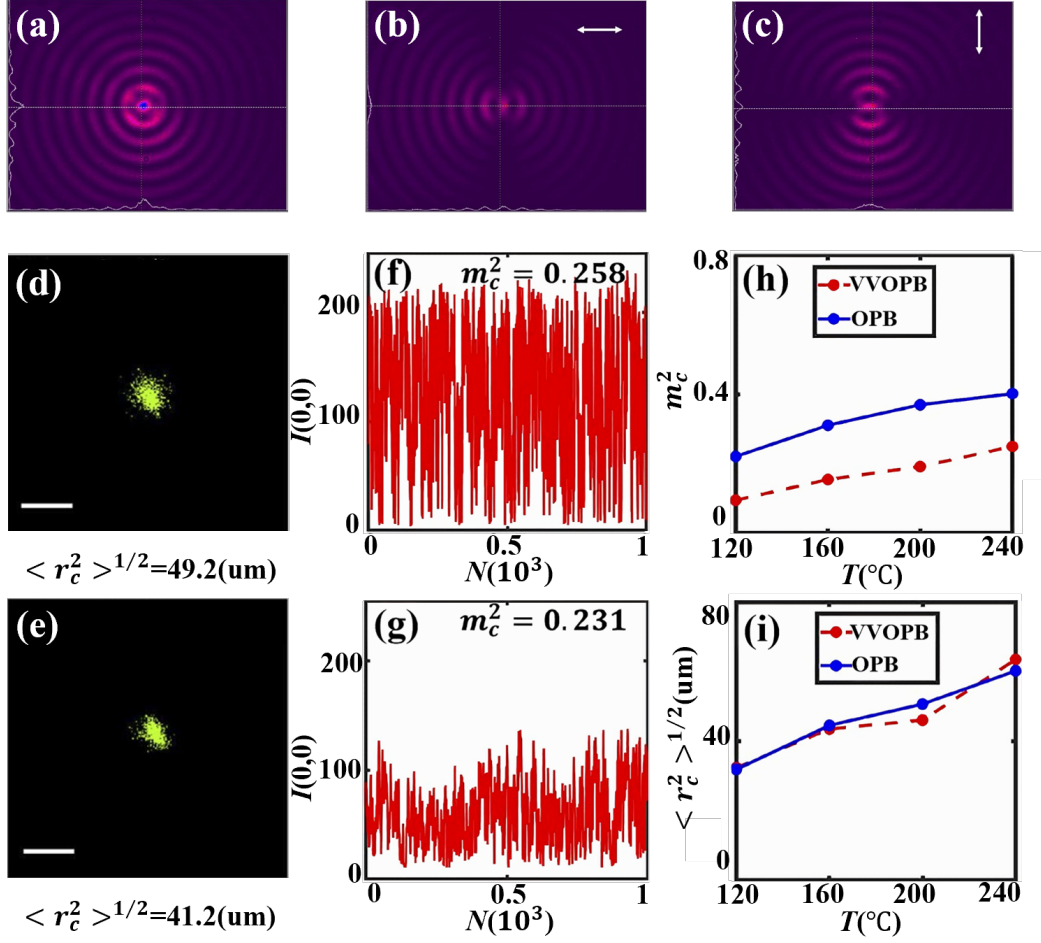 (a)
(b)
(c)
(d)
< r_c^2 >^{1/2}=49.2(um)
(f)
m_c^2 = 0.258
200
100
0
I(0,0)
0
0.5
1
N(10^3)
(h)
VVOPB
OPB
0.8
0.4
0
m_c^2
120
160
200
240
T(°C)
(e)
< r_c^2 >^{1/2}=41.2(um)
(g)
m_c^2 = 0.231
200
100
0
I(0,0)
0
0.5
1
N(10^3)
(i)
VVOPB
OPB
80
40
0
< r_c^2 >^{1/2}(um)
120
160
200
240
T(°C)